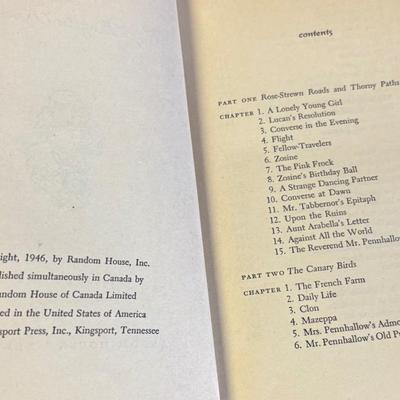 ight, 1946, by Random House, Inc.
lished simultaneously in Canada by
ndom House of Canada Limited
ed in the United States of America
sport Press, Inc., Kingsport, Tennessee
contents
PART ONE Rose-Strewn Roads and Thorny Paths
CHAPTER 1. A Lonely Young Girl
2. Lucan's Resolution
3. Converse in the Evening
4. Flight
5. Fellow-Travelers
6. Zosine
7. The Pink Frock
8. Zosine's Birthday Ball
9. A Strange Dancing Partner
10. Converse at Dawn
11. Mr. Tabbernor's Epitaph
12. Upon the Ruins
13. Aunt Arabella's Letter
14. Against All the World
15. The Reverend Mr. Pennhallow
PART TWO The Canary Birds
CHAPTER 1. The French Farm
2. Daily Life
3. Clon
4. Mazeppa
5. Mrs. Pennhallow's Admo
6. Mr. Pennhallow's Old P